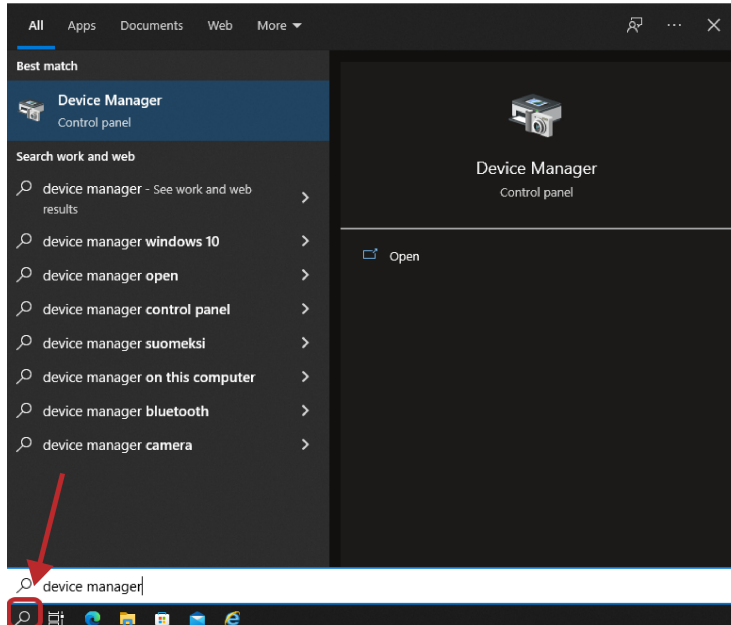 All Apps Documents Web More
Best match
Device Manager
Control panel
Search work and web
device manager - See work and web
results
device manager windows 10
device manager open
device manager control panel
device manager suomeksi
device manager on this computer
device manager bluetooth
device manager camera
Device Manager
Control panel
Open
device manager